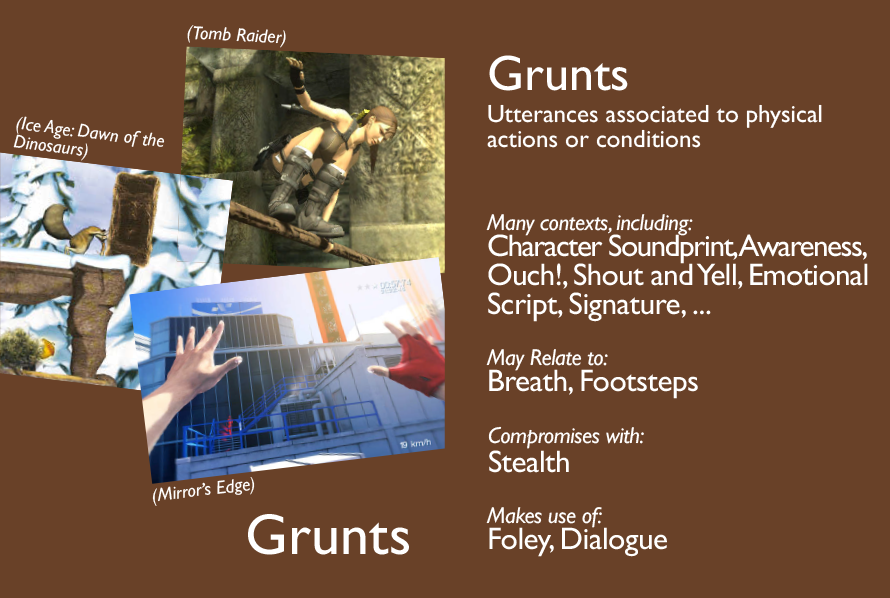 (Tomb Raider)
(Ice Age: Dawn of the
Dinosaurs)
19 km/h
(Mirror's Edge)
Grunts
Grunts
Utterances associated to physical
actions or conditions
Many contexts, including:
Character Soundprint, Awareness,
Ouch!, Shout and Yell, Emotional
Script, Signature, ...
May Relate to:
Breath, Footsteps
Compromises with:
Stealth
Makes use of:
Foley, Dialogue